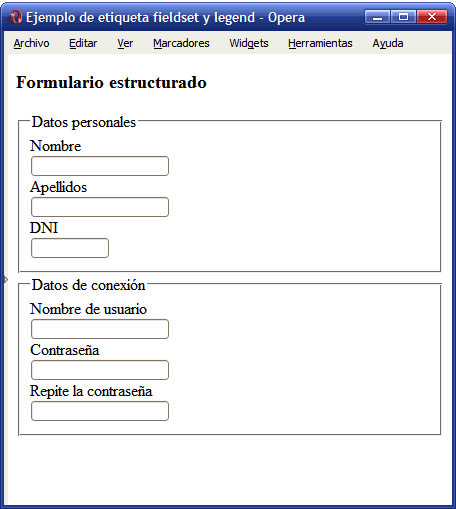 Ejemplo de etiqueta fieldset y legend - Opera
Archivo Editar Ver Marcadores Widgets Herramientas Ayuda
Formulario estructurado
Datos personales
Nombre
Apellidos
DNI
Datos de conexión
Nombre de usuario
Contraseña
Repite la contraseña